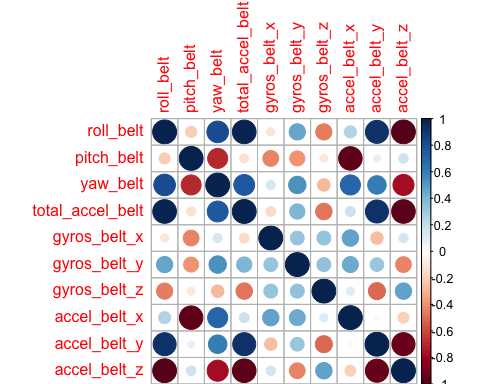 roll_belt
pitch_belt
yaw_belt
total_accel_belt
gyros_belt_x
gyros_belt_y
gyros_belt_z
accel_belt_x
accel_belt_y
accel_belt_z
roll_belt
pitch_belt
yaw_belt
total_accel_belt
gyros_belt_x
gyros_belt_y
gyros_belt_z
accel_belt_x
accel_belt_y
accel_belt_z
1
0.8
0.6
0.4
0.2
0
-0.2
-0.4
-0.6
-0.8
-1